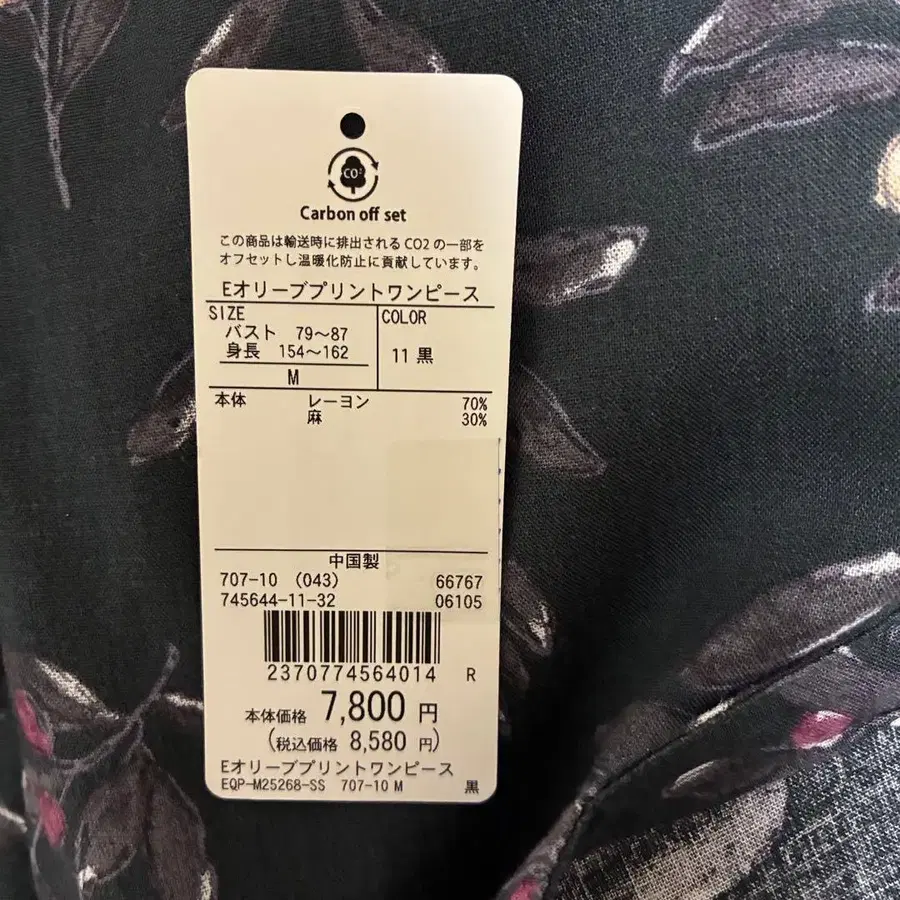 CO²
Carbon off set
この商品は輸送時に排出されるCO2の一部を
オフセットし温暖化防止に貢献しています。
Eオリーブプリントワンピース
SIZE
バスト 79～87
身長 154～162
M
COLOR
11 黒
本体 レーヨン 70%
麻 30%
中国製
707-10 (043) 66767
745644-11-32 06105
2370774564014 R
本体価格 7,800 円
(税込価格 8,580 円)
Eオリーブプリントワンピース
EQP-M25268-SS 707-10 M 黒